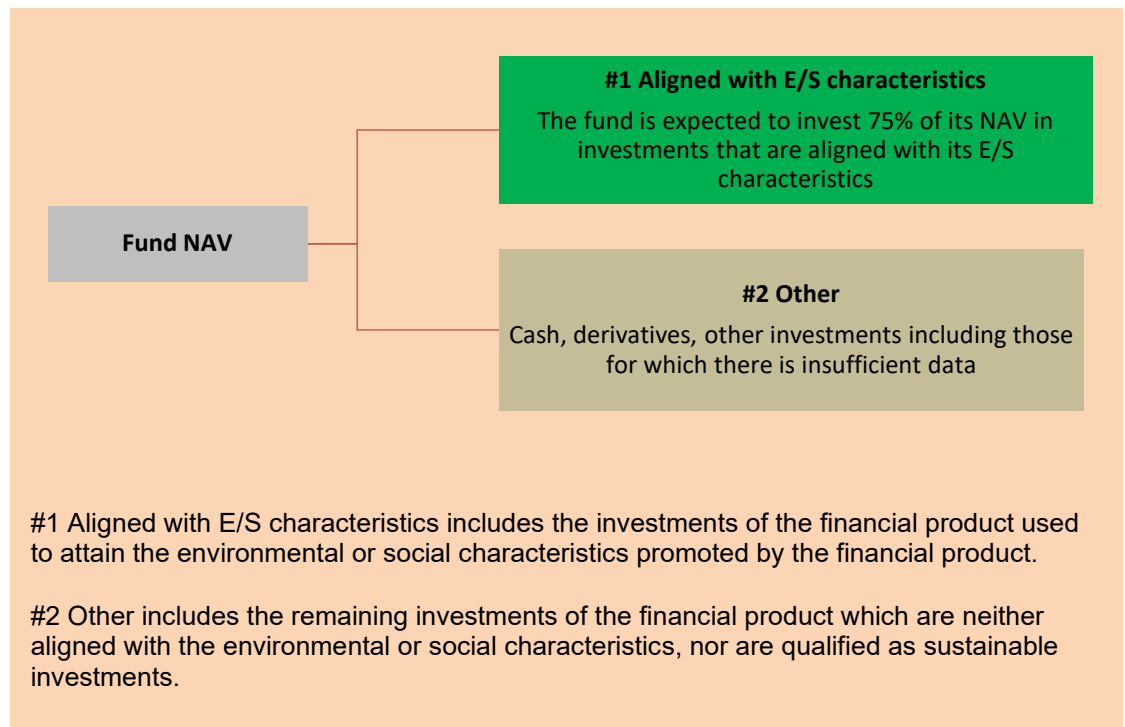 #1 Aligned with E/S characteristics
The fund is expected to invest 75% of its NAV in
investments that are aligned with its E/S
characteristics
Fund NAV
#2 Other
Cash, derivatives, other investments including those
for which there is insufficient data
#1 Aligned with E/S characteristics includes the investments of the financial product used
to attain the environmental or social characteristics promoted by the financial product.
#2 Other includes the remaining investments of the financial product which are neither
aligned with the environmental or social characteristics, nor are qualified as sustainable
investments.